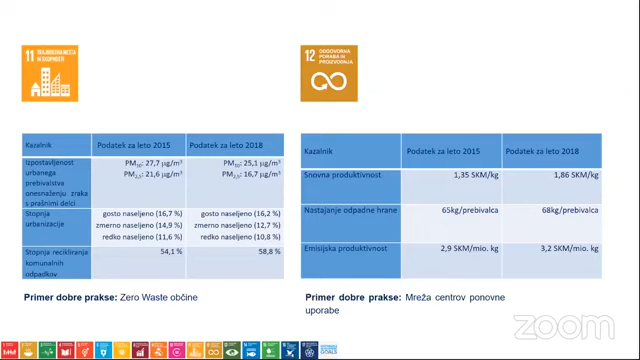 11 TRAJNOSTNA MESTA
IN SKUPNOSTI
12 ODGOVORNA
PORABA IN
PROIZVODNJA
Kazalnik Podatek za leto 2015 Podatek za leto 2018
Izpostavljenost PM10: 27,7 µg/m³ PM10: 25,1 µg/m³
urbanega PM2,5: 21,6 µg/m³ PM2,5: 16,7 µg/m³
prebivalstva
onesnaženju zraka
s prašnimi delci
Stopnja gosto naseljeno (16,7 %) gosto naseljeno (16,2 %)
urbanizacije zmerno naseljeno (14,9 %) zmerno naseljeno (12,7 %)
redko naseljeno (11,6 %) redko naseljeno (10,8 %)
Stopnja recikliranja 54,1 % 58,8 %
komunalnih
odpadkov
Primer dobre prakse: Zero Waste občine
Kazalnik Podatek za leto 2015 Podatek za leto 2018
Snovna produktivnost 1,35 SKM/kg 1,86 SKM/kg
Nastajanje odpadne hrane 65kg/prebivalca 68kg/prebivalca
Emisijska produktivnost 2,9 SKM/mio. kg 3,2 SKM/mio. kg
Primer dobre prakse: Mreža centrov ponovne
uporabe
zoom